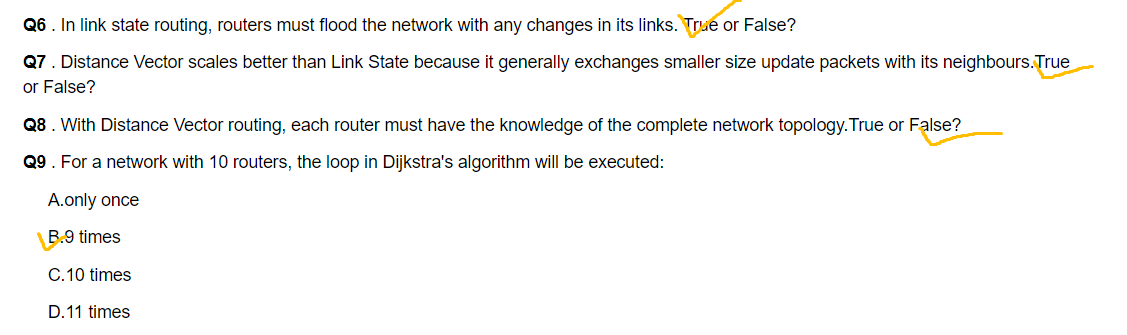 Q6 . In link state routing, routers must flood the network with any changes in its links. True or False?
Q7 . Distance Vector scales better than Link State because it generally exchanges smaller size update packets with its neighbours.True
or False?
Q8 . With Distance Vector routing, each router must have the knowledge of the complete network topology.True or False?
Q9 . For a network with 10 routers, the loop in Dijkstra's algorithm will be executed:
A.only once
B.9 times
C.10 times
D.11 times